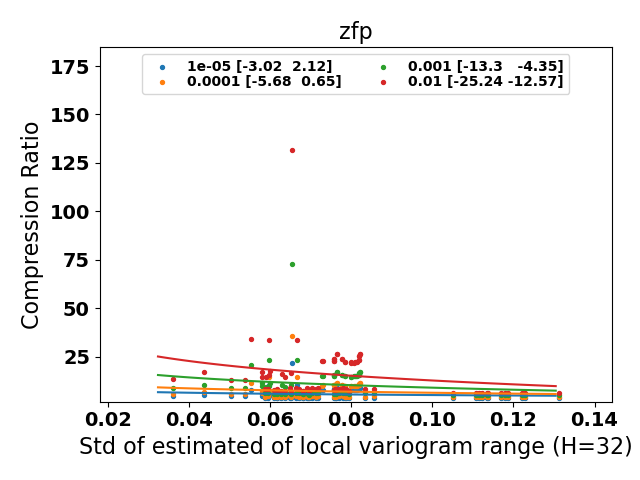 zfp
1e-05 [-3.02  2.12]
0.0001 [-5.68  0.65]
0.001 [-13.3   -4.35]
0.01 [-25.24 -12.57]
Compression Ratio
175
150
125
100
75
50
25
0.02 0.04 0.06 0.08 0.10 0.12 0.14
Std of estimated of local variogram range (H=32)